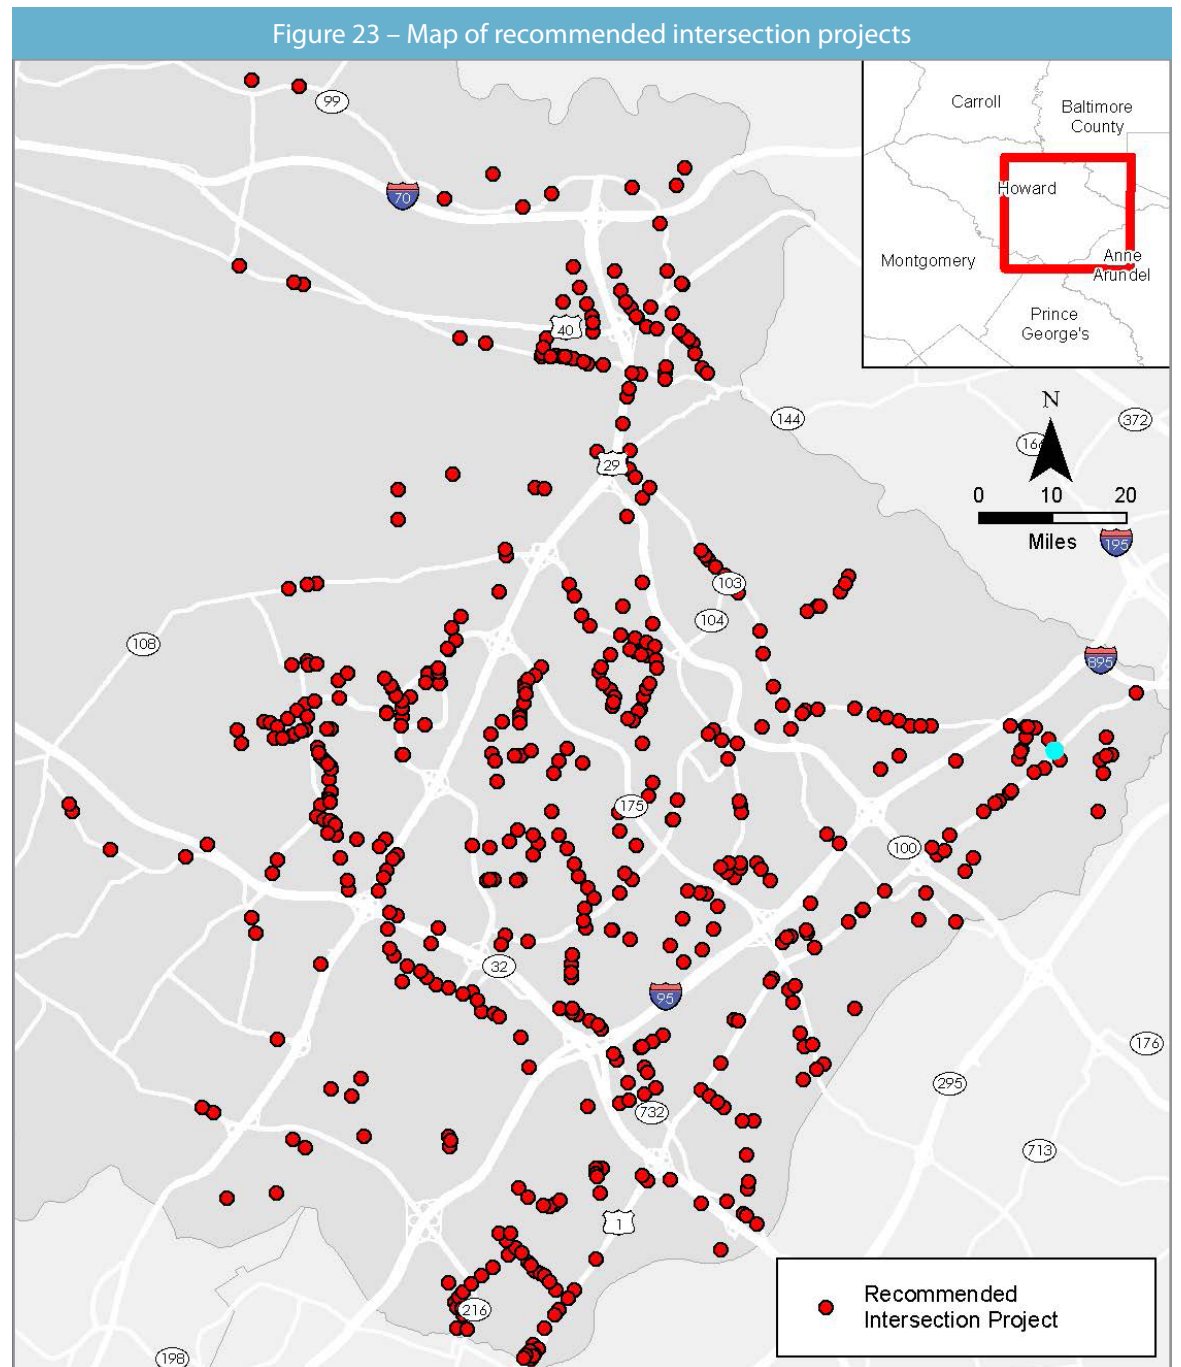 Figure 23 – Map of recommended intersection projects
Carroll
Baltimore
County
Howard
Montgomery
Anne
Arundel
Prince
George's
99
70
40
144
372
N
29
0 10 20
Miles
195
103
104
108
895
175
100
32
95
176
295
732
713
1
216
198
Recommended
Intersection Project